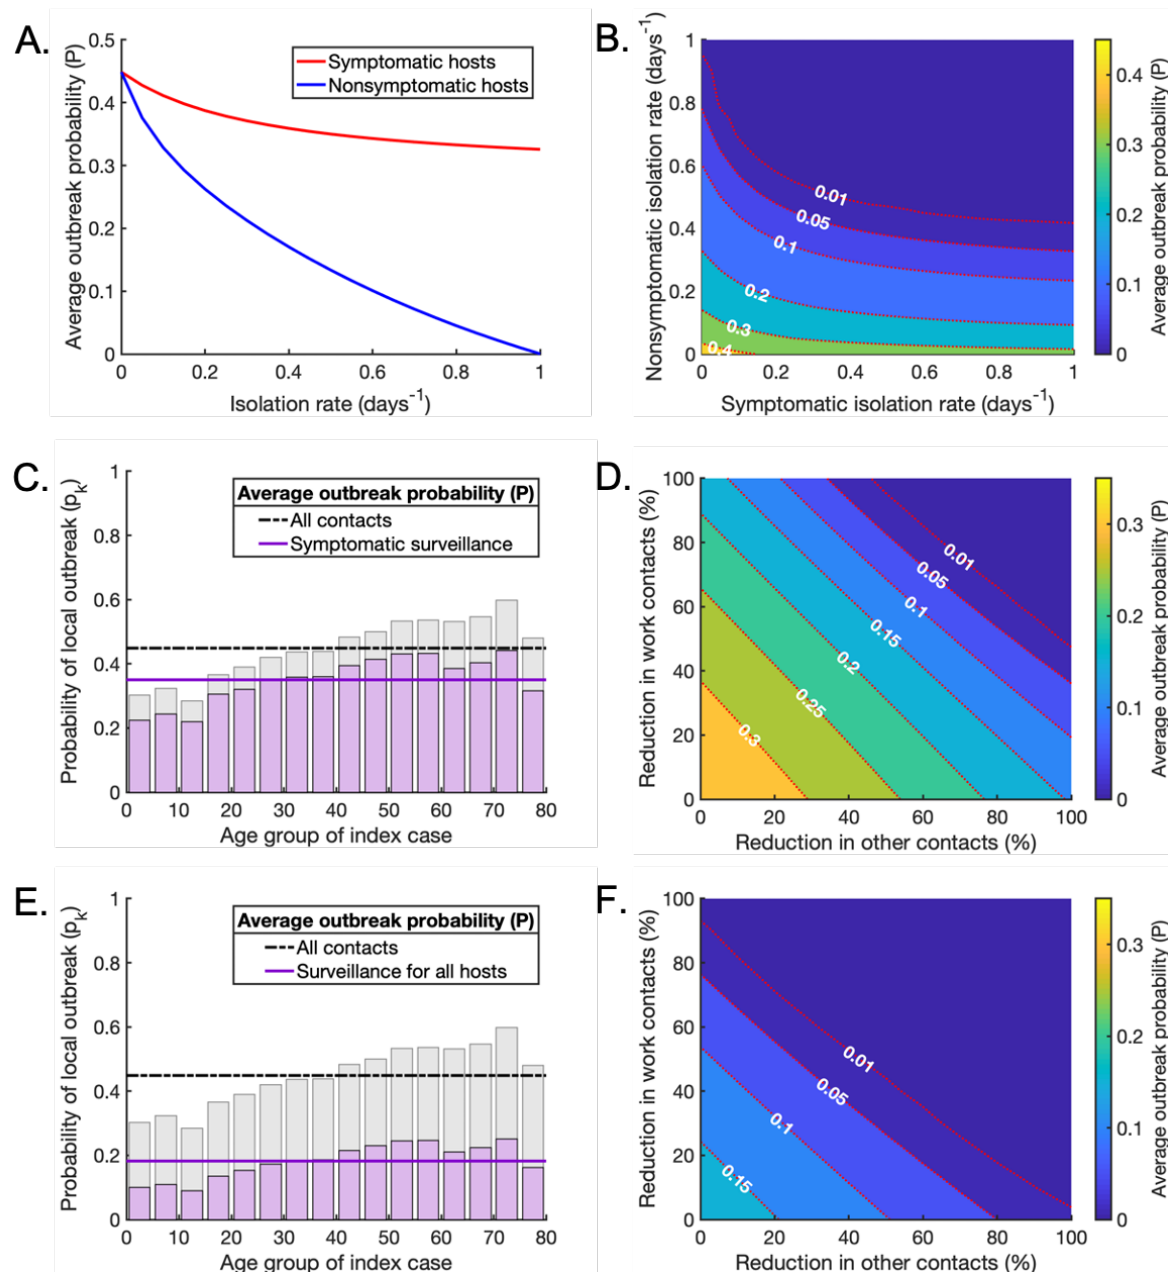 A.
Average outbreak probability (P)
0.5
0.4
0.3
0.2
0.1
0
Symptomatic hosts
Nonsymptomatic hosts
0 0.2 0.4 0.6 0.8 1
Isolation rate (days⁻¹)
B.
Nonsymptomatic isolation rate (days⁻¹)
1
0.8
0.6
0.4
0.2
0
0.01
0.05
0.1
0.2
0.3
0.4
0 0.2 0.4 0.6 0.8 1
Symptomatic isolation rate (days⁻¹)
0.4
0.3
0.2
0.1
0
Average outbreak probability (P)
C.
Probability of local outbreak (pₖ)
1
0.8
0.6
0.4
0.2
0
Average outbreak probability (P)
All contacts
Symptomatic surveillance
0 10 20 30 40 50 60 70 80
Age group of index case
D.
Reduction in work contacts (%)
100
80
60
40
20
0
0.01
0.05
0.1
0.15
0.2
0.25
0.3
0 20 40 60 80 100
Reduction in other contacts (%)
0.3
0.2
0.1
0
Average outbreak probability (P)
E.
Probability of local outbreak (pₖ)
1
0.8
0.6
0.4
0.2
0
Average outbreak probability (P)
All contacts
Surveillance for all hosts
0 10 20 30 40 50 60 70 80
Age group of index case
F.
Reduction in work contacts (%)
100
80
60
40
20
0
0.01
0.05
0.1
0.15
0 20 40 60 80 100
Reduction in other contacts (%)
0.3
0.2
0.1
0
Average outbreak probability (P)